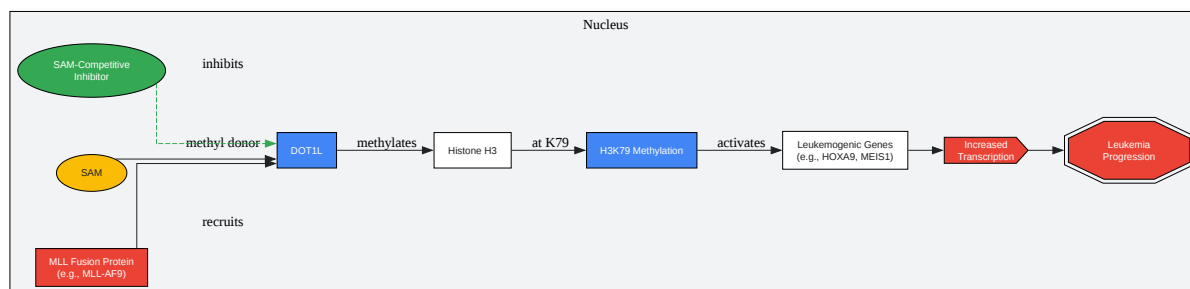 Nucleus
SAM-Competitive
Inhibitor
inhibits
methyl donor
DOT1L
methylates
Histone H3
at K79
H3K79 Methylation
activates
Leukemogenic Genes
(e.g., HOXA9, MEIS1)
Increased
Transcription
Leukemia
Progression
SAM
recruits
MLL Fusion Protein
(e.g., MLL-AF9)